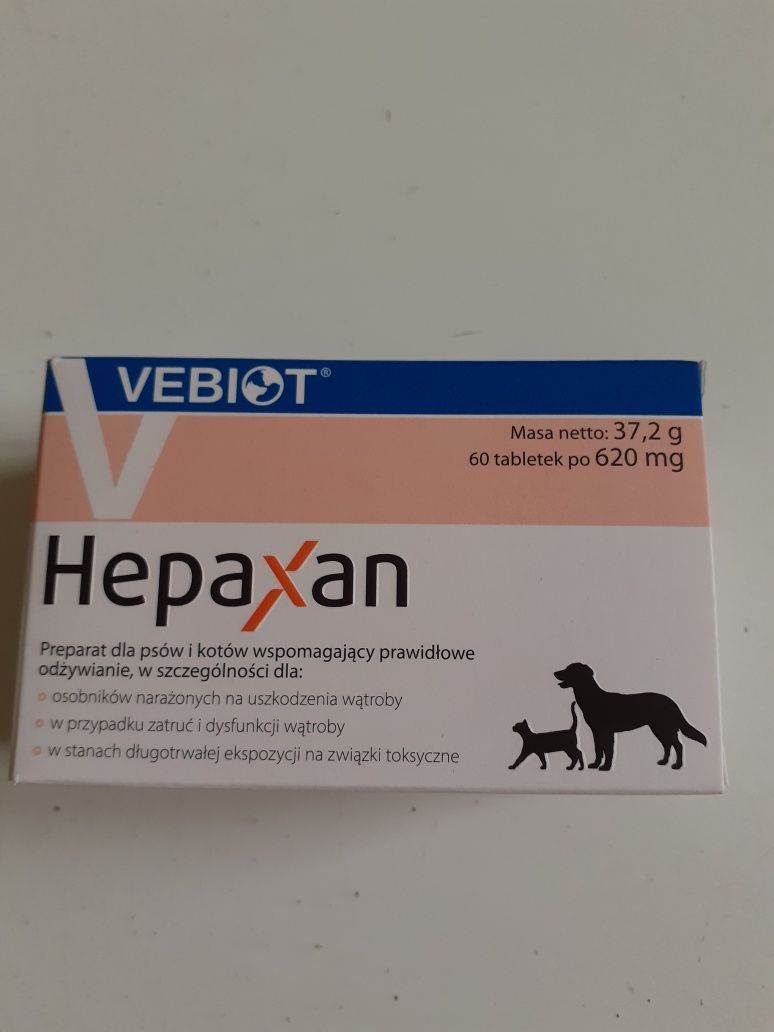 VEBIOT®
Masa netto: 37,2 g
60 tabletek po 620 mg
Hepaxan
Preparat dla psów i kotów wspomagający prawidłowe
odżywianie, w szczególności dla:
osobników narażonych na uszkodzenia wątroby
w przypadku zatruć i dysfunkcji wątroby
w stanach długotrwałej ekspozycji na związki toksyczne